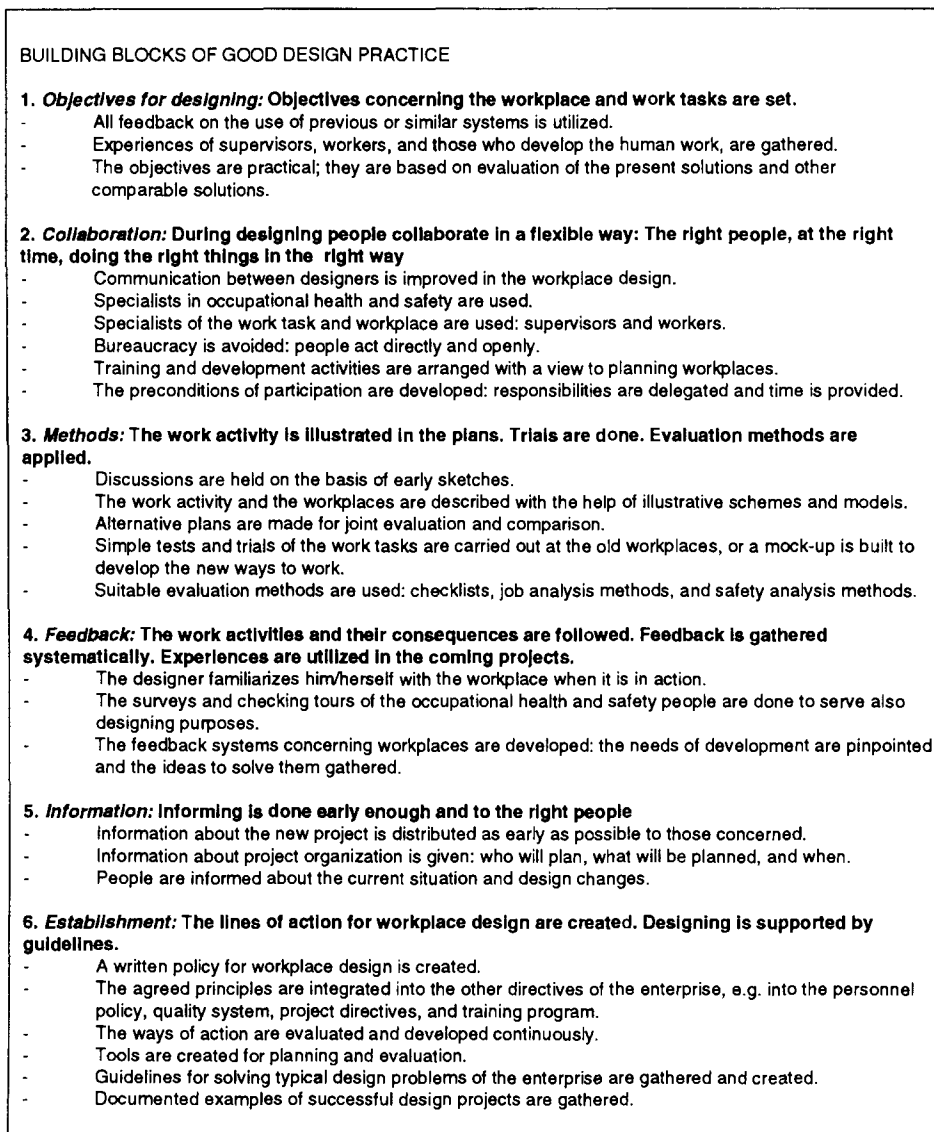 BUILDING BLOCKS OF GOOD DESIGN PRACTICE
1. Objectives for designing: Objectives concerning the workplace and work tasks are set.
- All feedback on the use of previous or similar systems is utilized.
- Experiences of supervisors, workers, and those who develop the human work, are gathered.
- The objectives are practical; they are based on evaluation of the present solutions and other
comparable solutions.
2. Collaboration: During designing people collaborate in a flexible way: The right people, at the right
time, doing the right things in the right way
- Communication between designers is improved in the workplace design.
- Specialists in occupational health and safety are used.
- Specialists of the work task and workplace are used: supervisors and workers.
- Bureaucracy is avoided: people act directly and openly.
- Training and development activities are arranged with a view to planning workplaces.
- The preconditions of participation are developed: responsibilities are delegated and time is provided.
3. Methods: The work activity is illustrated in the plans. Trials are done. Evaluation methods are
applied.
- Discussions are held on the basis of early sketches.
- The work activity and the workplaces are described with the help of illustrative schemes and models.
- Alternative plans are made for joint evaluation and comparison.
- Simple tests and trials of the work tasks are carried out at the old workplaces, or a mock-up is built to
develop the new ways to work.
- Suitable evaluation methods are used: checklists, job analysis methods, and safety analysis methods.
4. Feedback: The work activities and their consequences are followed. Feedback is gathered
systematically. Experiences are utilized in the coming projects.
- The designer familiarizes him/herself with the workplace when it is in action.
- The surveys and checking tours of the occupational health and safety people are done to serve also
designing purposes.
- The feedback systems concerning workplaces are developed: the needs of development are pinpointed
and the ideas to solve them gathered.
5. Information: Informing is done early enough and to the right people
- Information about the new project is distributed as early as possible to those concerned.
- Information about project organization is given: who will plan, what will be planned, and when.
- People are informed about the current situation and design changes.
6. Establishment: The lines of action for workplace design are created. Designing is supported by
guidelines.
- A written policy for workplace design is created.
- The agreed principles are integrated into the other directives of the enterprise, e.g. into the personnel
policy, quality system, project directives, and training program.
- The ways of action are evaluated and developed continuously.
- Tools are created for planning and evaluation.
- Guidelines for solving typical design problems of the enterprise are gathered and created.
- Documented examples of successful design projects are gathered.